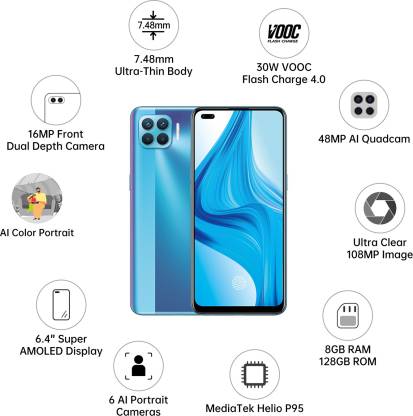 7.48mm
7.48mm
Ultra-Thin Body
VOOC
FLASH CHARGE
30W VOOC
Flash Charge 4.0
16MP Front
Dual Depth Camera
48MP AI Quadcam
AI Color Portrait
Ultra Clear
108MP Image
6.4" Super
AMOLED Display
8GB RAM
128GB ROM
6 AI Portrait
Cameras
MediaTek Helio P95